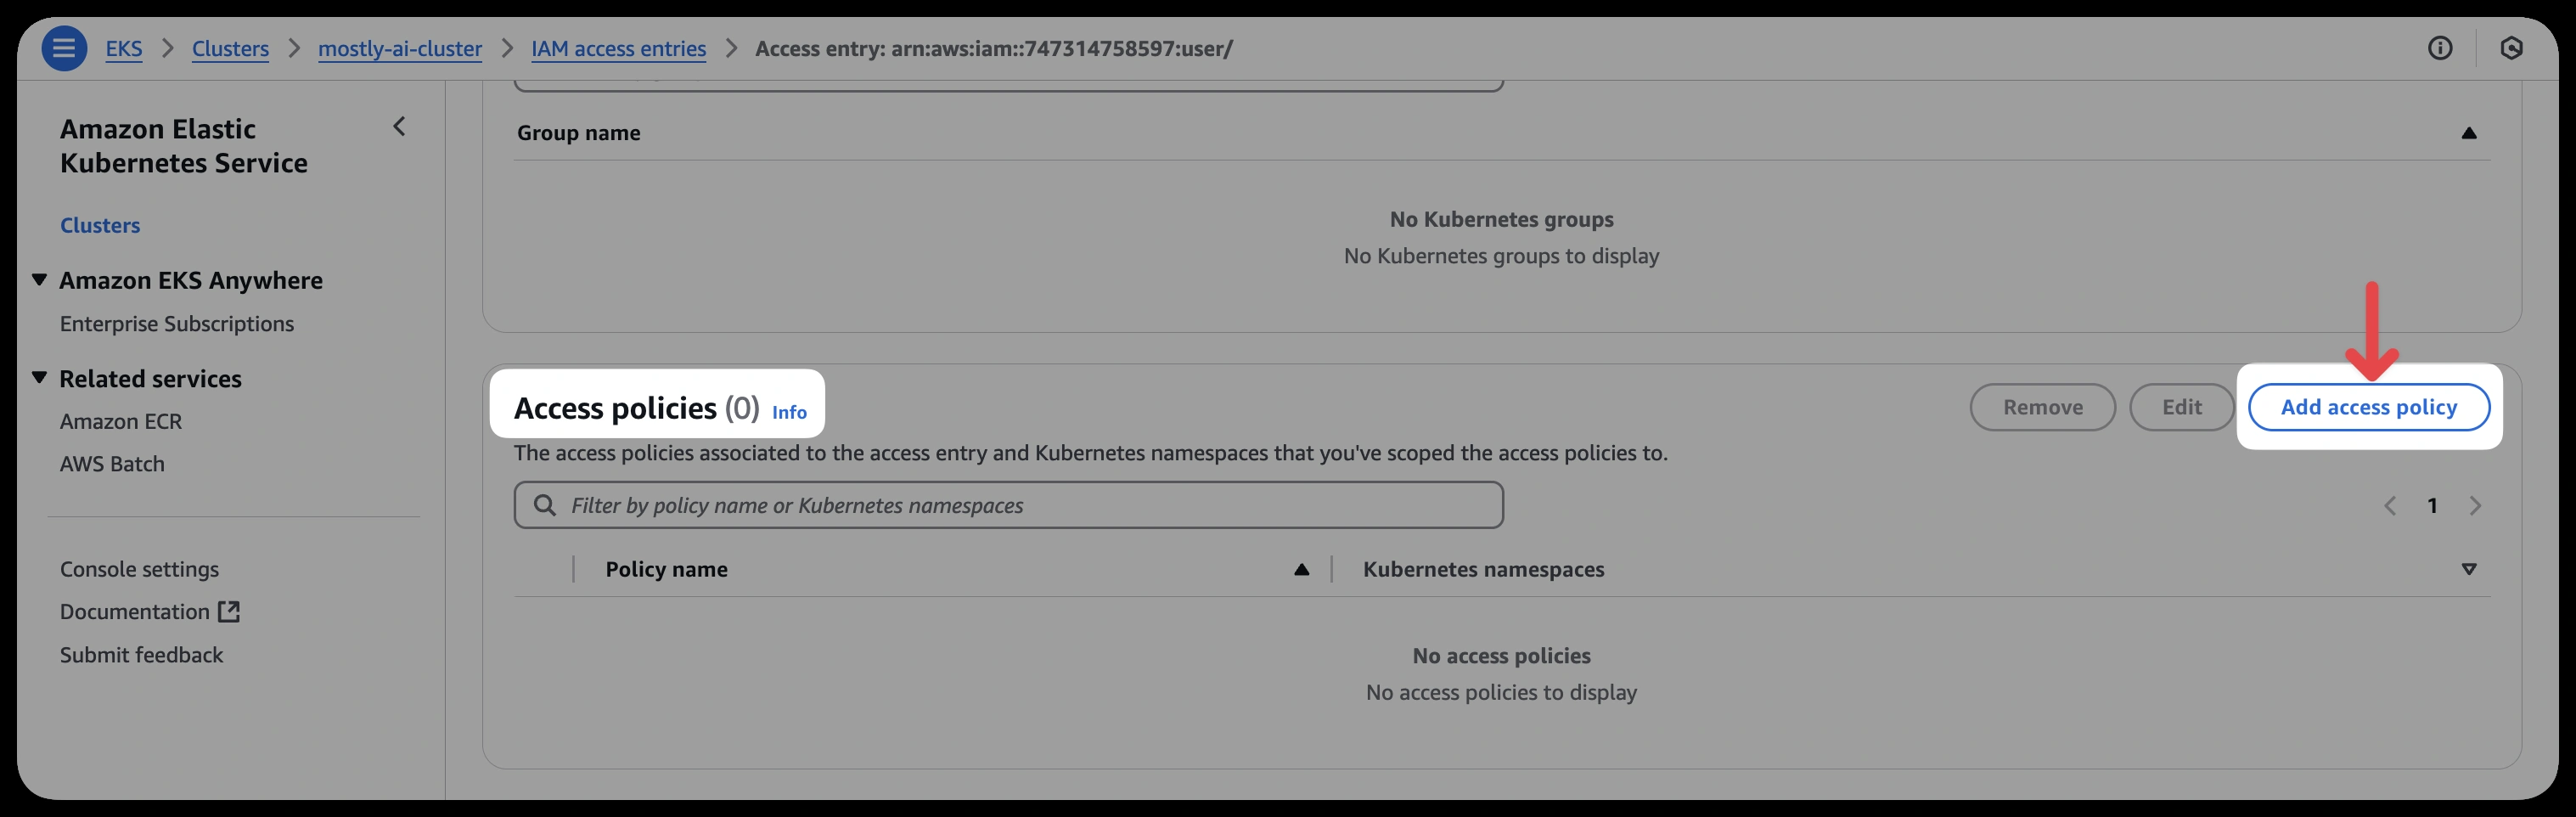 EKS > Clusters > mostly-ai-cluster > IAM access entries > Access entry: arn:aws:iam::747314758597:user/
Amazon Elastic
Kubernetes Service
Clusters
Amazon EKS Anywhere
Enterprise Subscriptions
Related services
Amazon ECR
AWS Batch
Console settings
Documentation
Submit feedback
Group name
No Kubernetes groups
No Kubernetes groups to display
Access policies (0) Info
Remove
Edit
Add access policy
The access policies associated to the access entry and Kubernetes namespaces that you've scoped the access policies to.
Filter by policy name or Kubernetes namespaces
1
Policy name
Kubernetes namespaces
No access policies
No access policies to display